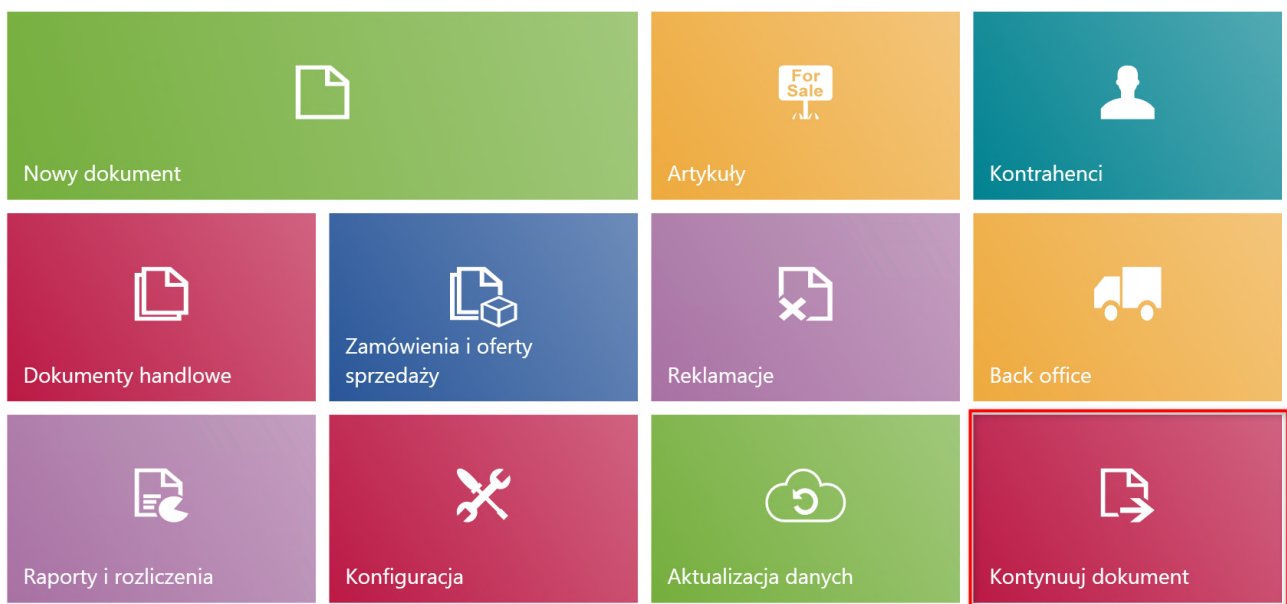 Nowy dokument
For
Sale
Artykuły
Kontrahenci
Dokumenty handlowe
Zamówienia i oferty
sprzedaży
Reklamacje
Back office
Raporty i rozliczenia
Konfiguracja
Aktualizacja danych
Kontynuuj dokument